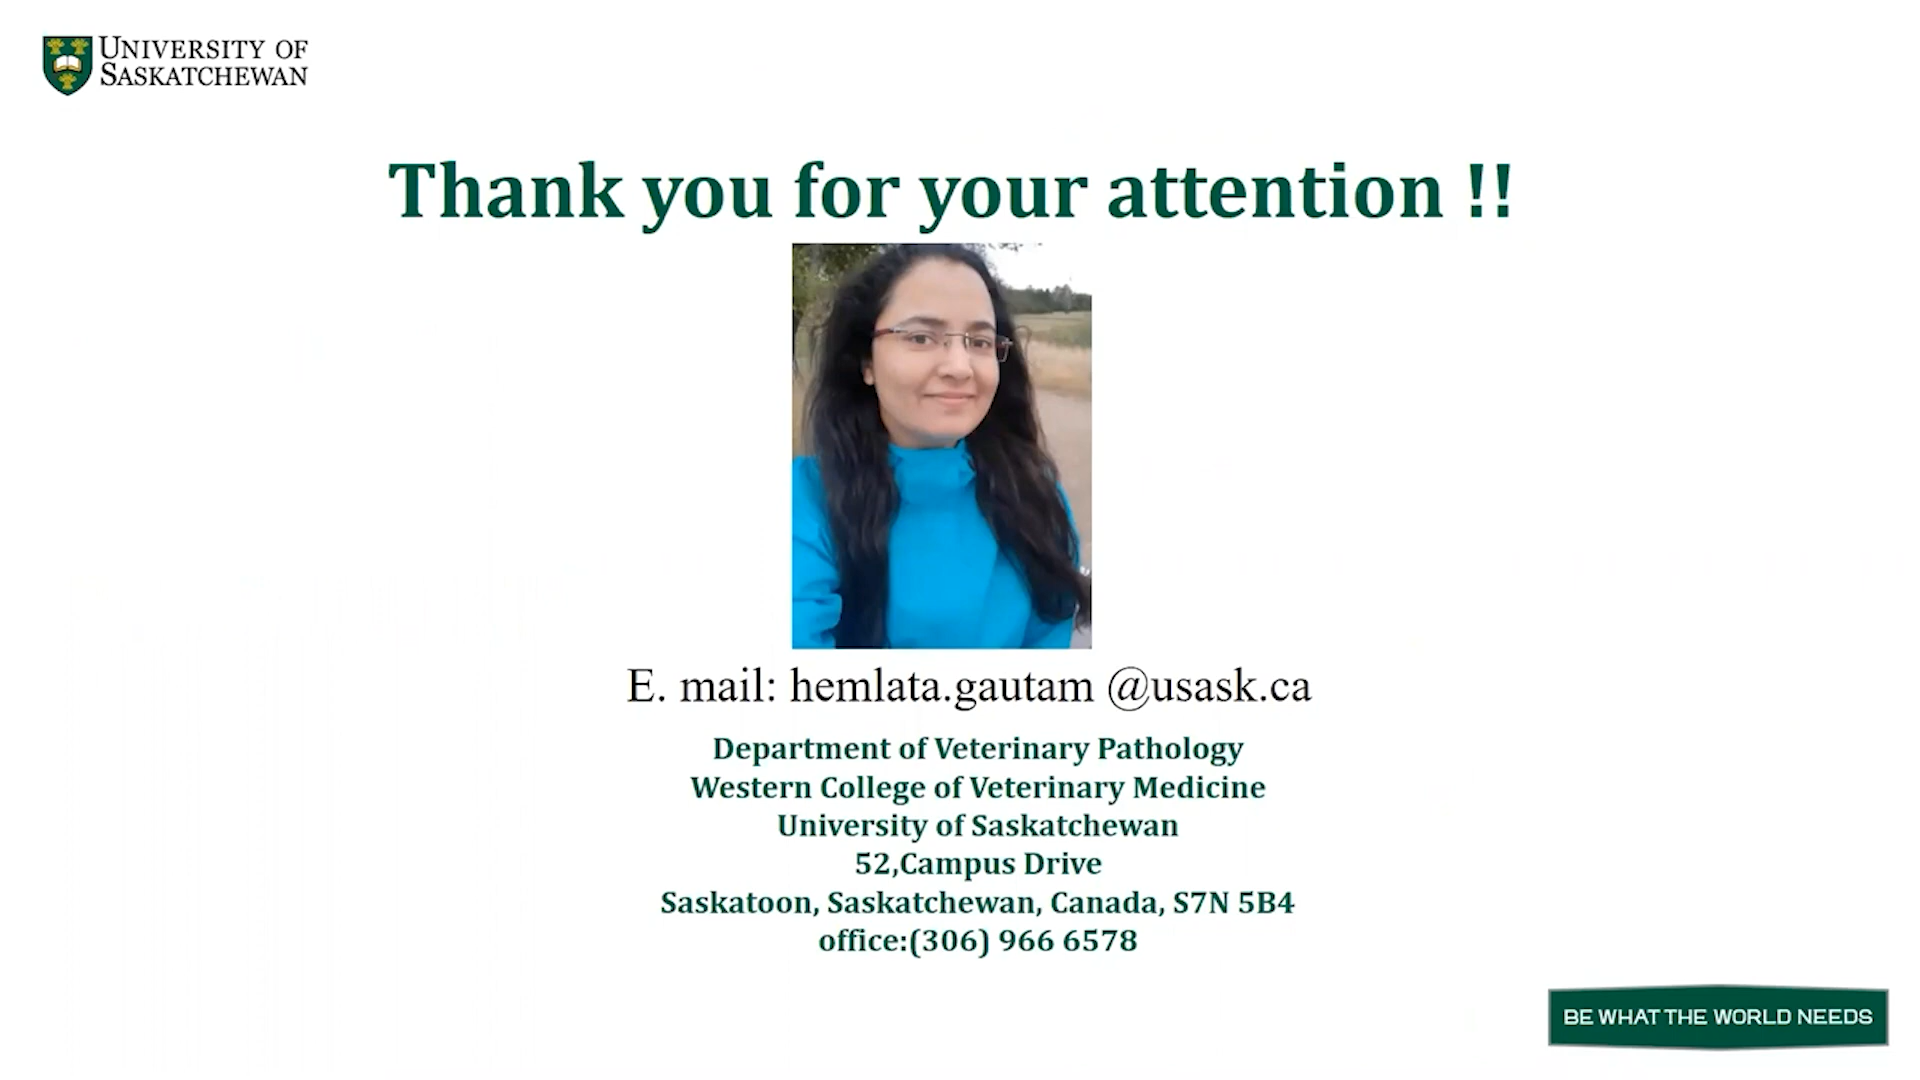 UNIVERSITY OF
SASKATCHEWAN
Thank you for your attention !!
E. mail: hemlata.gautam @usask.ca
Department of Veterinary Pathology
Western College of Veterinary Medicine
University of Saskatchewan
52,Campus Drive
Saskatoon, Saskatchewan, Canada, S7N 5B4
office:(306) 966 6578
BE WHAT THE WORLD NEEDS